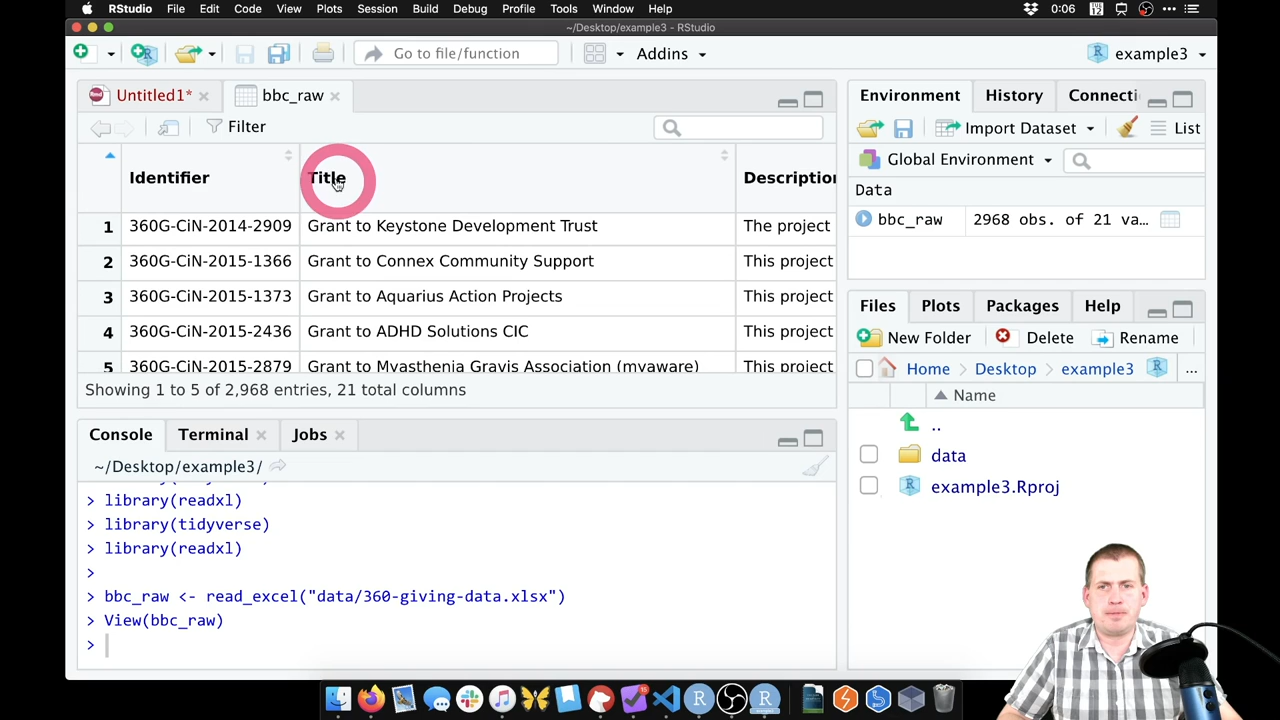 RStudio File Edit Code View Plots Session Build Debug Profile Tools Window Help 0:06
~/Desktop/example3 - RStudio
Go to file/function Addins example3
Untitled1* bbc_raw
Filter
Identifier Title Description
1 360G-CiN-2014-2909 Grant to Keystone Development Trust The project
2 360G-CiN-2015-1366 Grant to Connex Community Support This project
3 360G-CiN-2015-1373 Grant to Aquarius Action Projects This project
4 360G-CiN-2015-2436 Grant to ADHD Solutions CIC This project
5 360G-CiN-2015-2879 Grant to Myasthenia Gravis Association (myaware) This project
Showing 1 to 5 of 2,968 entries, 21 total columns
Console Terminal Jobs
~/Desktop/example3/
> library(readxl)
> library(tidyverse)
> library(readxl)
>
> bbc_raw <- read_excel("data/360-giving-data.xlsx")
> View(bbc_raw)
>
Environment History Connecti
Import Dataset List
Global Environment
Data
bbc_raw 2968 obs. of 21 va…
Files Plots Packages Help
New Folder Delete Rename
Home Desktop example3 ...
Name
..
data
example3.Rproj